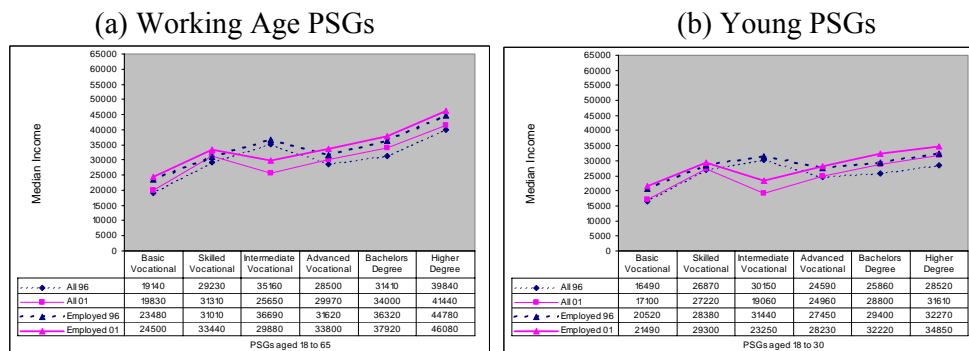 (a) Working Age PSGs
65000
60000
55000
50000
45000
40000
35000
30000
25000
20000
15000
10000
5000
0
Median Income
Basic Vocational Skilled Vocational Intermediate Vocational Advanced Vocational Bachelors Degree Higher Degree
All 96 19140 29230 35160 28500 31410 39840
All 01 19830 31310 25650 29970 34000 41440
Employed 96 23480 31010 36690 31620 36320 44780
Employed 01 24500 33440 29880 33800 37920 46080
PSGs aged 18 to 65
(b) Young PSGs
65000
60000
55000
50000
45000
40000
35000
30000
25000
20000
15000
10000
5000
0
Median Income
Basic Vocational Skilled Vocational Intermediate Vocational Advanced Vocational Bachelors Degree Higher Degree
All 96 16490 26870 30150 24590 25860 28520
All 01 17100 27220 19060 24960 28800 31610
Employed 96 20520 28380 31440 27450 29400 32270
Employed 01 21490 29300 23250 28230 32220 34850
PSGs aged 18 to 30